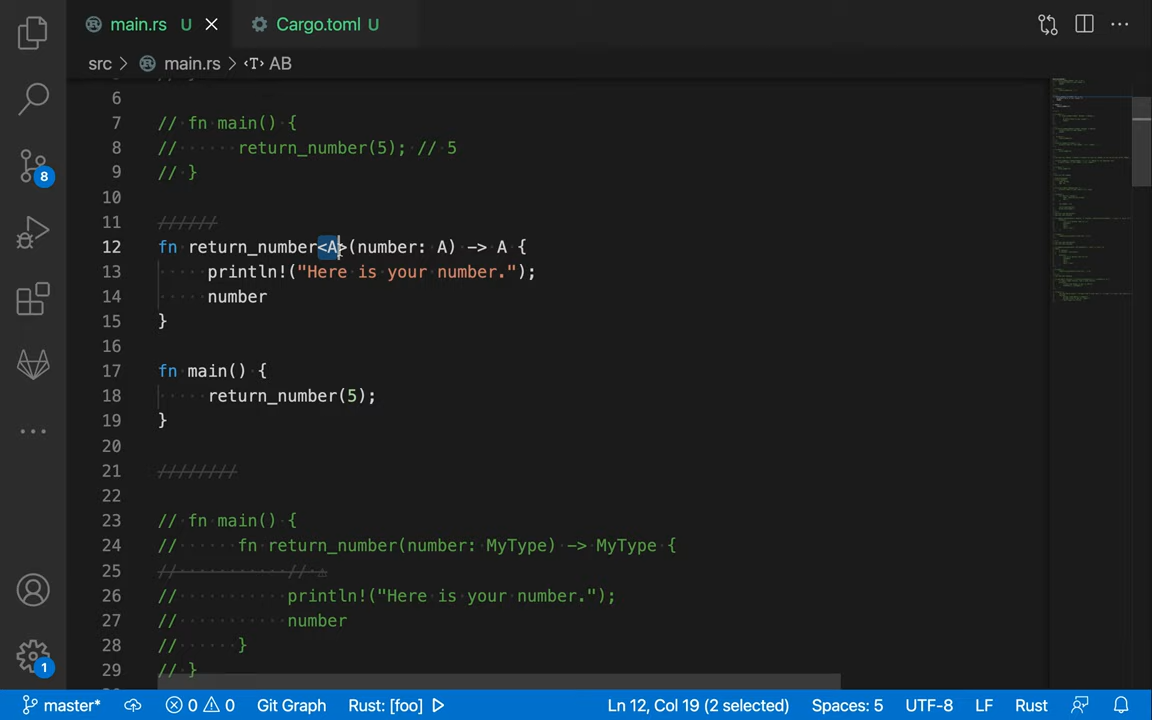 main.rs U
Cargo.toml U
src > main.rs > <T> AB
6
7 // fn main() {
8 //      return_number(5); // 5
9 // }
10
11 //////
12 fn return_number<A>(number: A) -> A {
13      println!("Here is your number.");
14      number
15 }
16
17 fn main() {
18      return_number(5);
19 }
20
21 ////////
22
23 // fn main() {
24 //      fn return_number(number: MyType) -> MyType {
25 //           // ⚠
26 //           println!("Here is your number.");
27 //           number
28 //      }
29 // }
8
1
master* 0 0 Git Graph Rust: [foo] Ln 12, Col 19 (2 selected) Spaces: 5 UTF-8 LF Rust